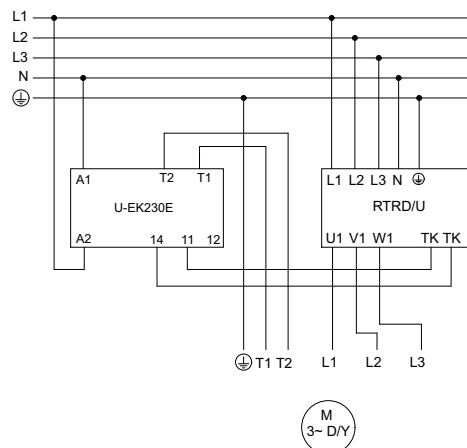 L1
L2
L3
N
A1 T2 T1
L1 L2 L3 N
U-EK230E
RTRD/U
A2 14 11 12
U1 V1 W1 TK TK
T1 T2 L1 L2 L3
M
3~ D/Y